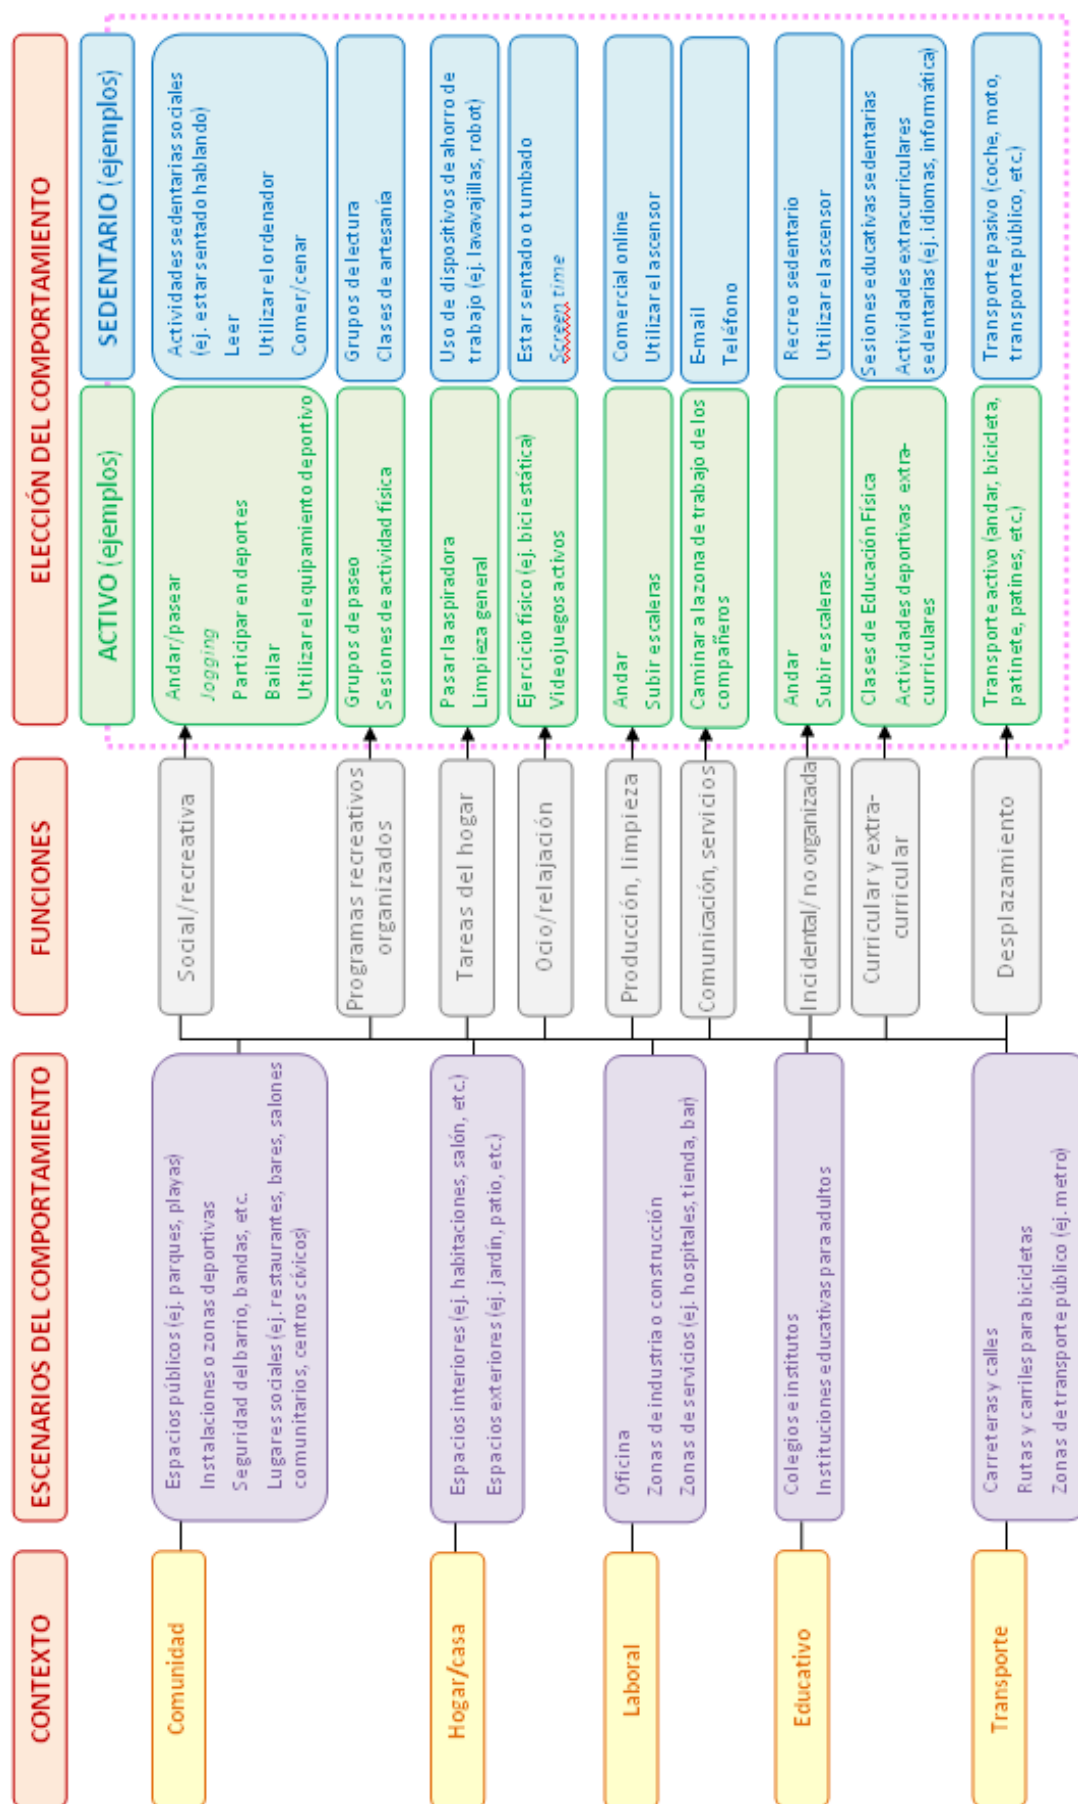 CONTEXTO
ESCENARIOS DEL COMPORTAMIENTO
FUNCIONES
ELECCIÓN DEL COMPORTAMIENTO
ACTIVO (ejemplos)
SEDENTARIO (ejemplos)
Comunidad
Espacios públicos (ej. parques, playas)
Instalaciones o zonas deportivas
Seguridad del barrio, bandas, etc.
Lugares sociales (ej. restaurantes, bares, salones
comunitarios, centros cívicos)
Social/recreativa
Andar/pasear
Jogging
Participar en deportes
Bailar
Utilizar el equipamiento deportivo
Actividades sedentarias sociales
(ej. estar sentado hablando)
Leer
Utilizar el ordenador
Comer/cenar
Programas recreativos
organizados
Grupos de paseo
Sesiones de actividad física
Grupos de lectura
Clases de artesanía
Hogar/casa
Espacios interiores (ej. habitaciones, salón, etc.)
Espacios exteriores (ej. jardín, patio, etc.)
Tareas del hogar
Pasar la aspiradora
Limpieza general
Uso de dispositivos de ahorro de
trabajo (ej. lavavajillas, robot)
Ocio/relajación
Ejercicio físico (ej. bici estática)
Videojuegos activos
Estar sentado o tumbado
Screen time
Laboral
Oficina
Zonas de industria o construcción
Zonas de servicios (ej. hospitales, tienda, bar)
Producción, limpieza
Andar
Subir escaleras
Comercial online
Utilizar el ascensor
Comunicación, servicios
Caminar a la zona de trabajo de los
compañeros
E-mail
Teléfono
Educativo
Colegios e institutos
Instituciones educativas para adultos
Incidental/ no organizada
Andar
Subir escaleras
Recreo sedentario
Utilizar el ascensor
Curricular y extra-
curricular
Clases de Educación Física
Actividades deportivas extra-
curriculares
Sesiones educativas sedentarias
Actividades extracurriculares
sedentarias (ej. idiomas, informática)
Transporte
Carreteras y calles
Rutas y carriles para bicicletas
Zonas de transporte público (ej. metro)
Desplazamiento
Transporte activo (andar, bicicleta,
patinete, patines, etc.)
Transporte pasivo (coche, moto,
transporte público, etc.)